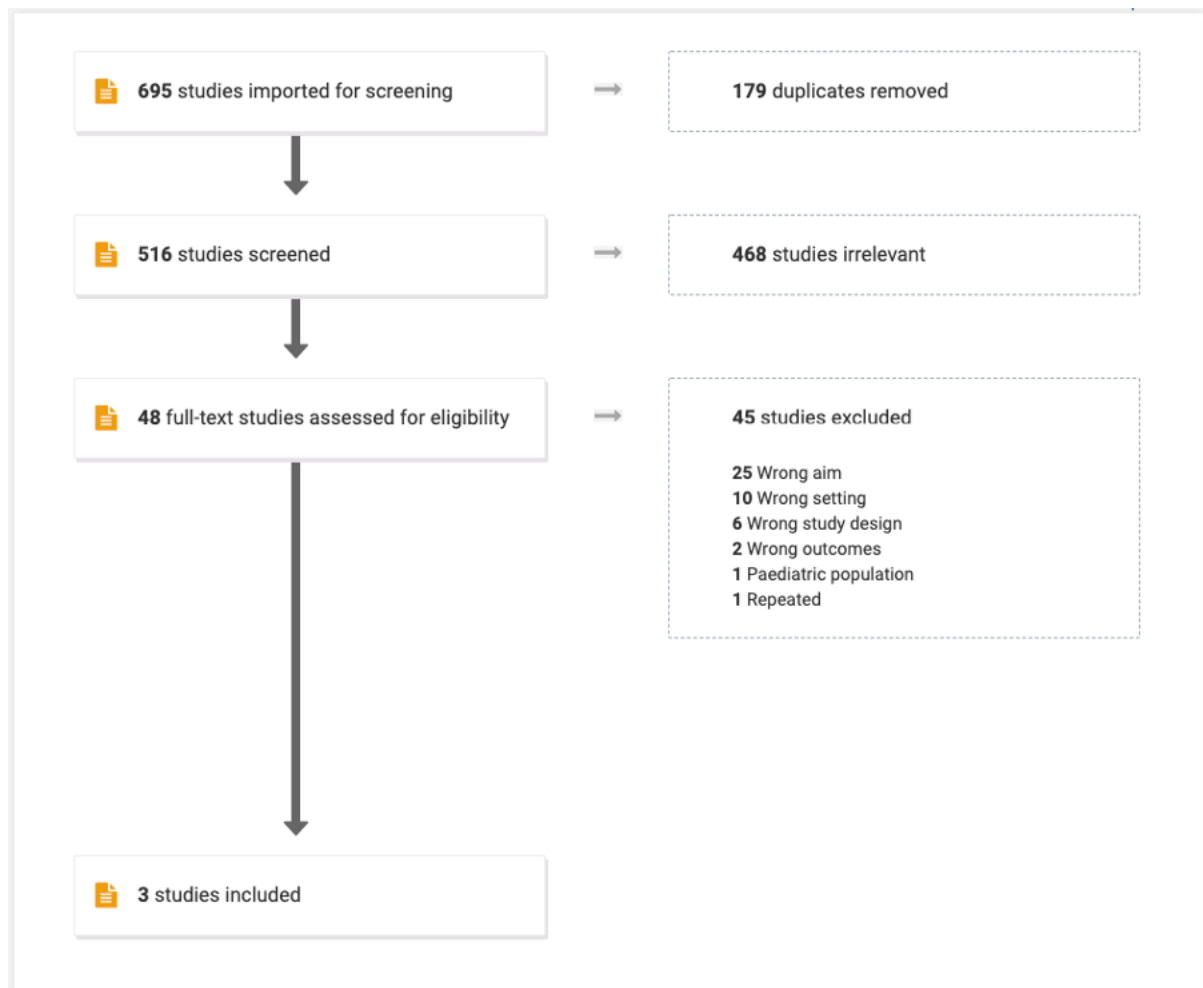 695 studies imported for screening
179 duplicates removed
516 studies screened
468 studies irrelevant
48 full-text studies assessed for eligibility
45 studies excluded
25 Wrong aim
10 Wrong setting
6 Wrong study design
2 Wrong outcomes
1 Paediatric population
1 Repeated
3 studies included